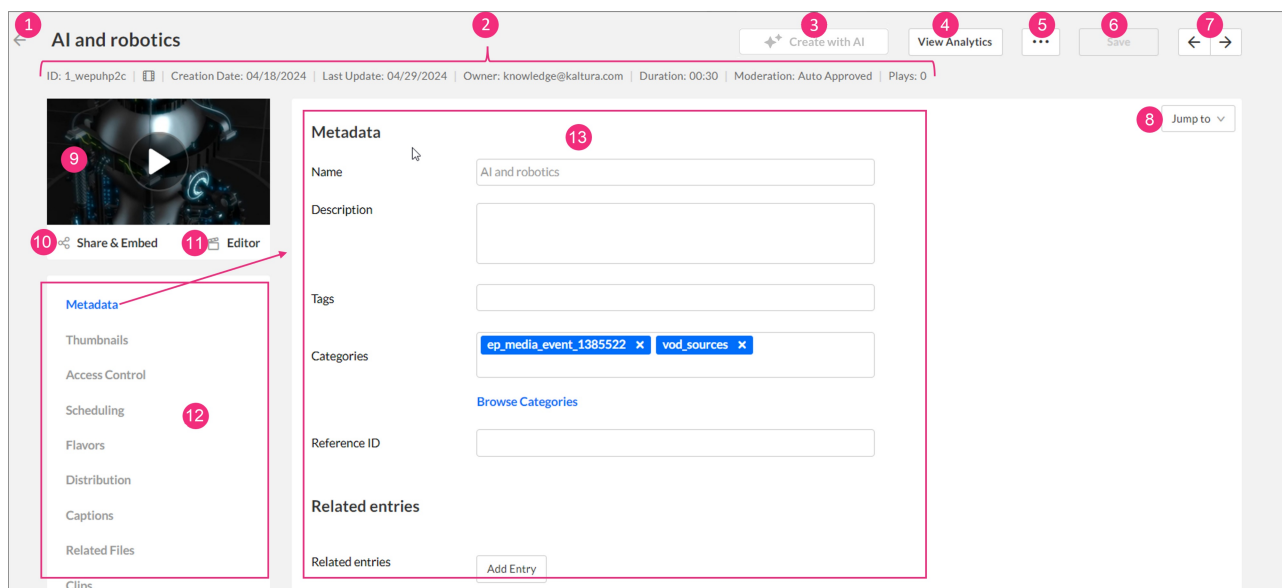 1
2
3
4
5
6
7
AI and robotics
Create with AI
View Analytics
•••
Save
ID: 1_wepuhp2c | Creation Date: 04/18/2024 | Last Update: 04/29/2024 | Owner: knowledge@kaltura.com | Duration: 00:30 | Moderation: Auto Approved | Plays: 0
8
Jump to
9
10
Share & Embed
11
Editor
Metadata
Thumbnails
Access Control
Scheduling
12
Flavors
Distribution
Captions
Related Files
Clips
Metadata
13
Name
AI and robotics
Description
Tags
Categories
ep_media_event_1385522 ×
vod_sources ×
Browse Categories
Reference ID
Related entries
Related entries
Add Entry